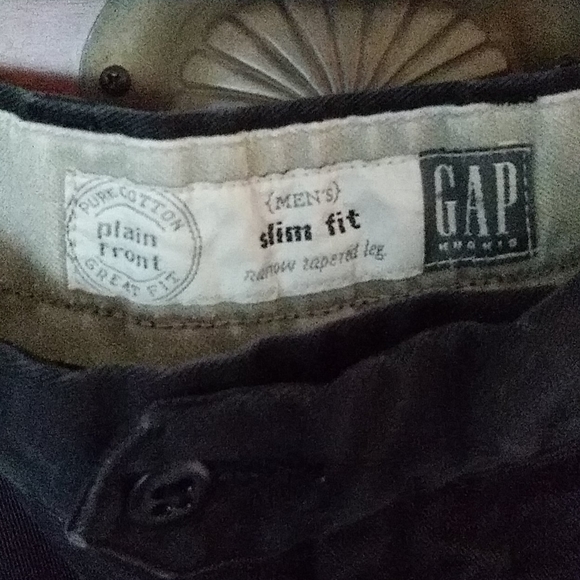 PURE COTTON
plain
Front
GREAT FIT
{MEN'S}
slim fit
narrow tapered leg.
GAP
KHAKIS